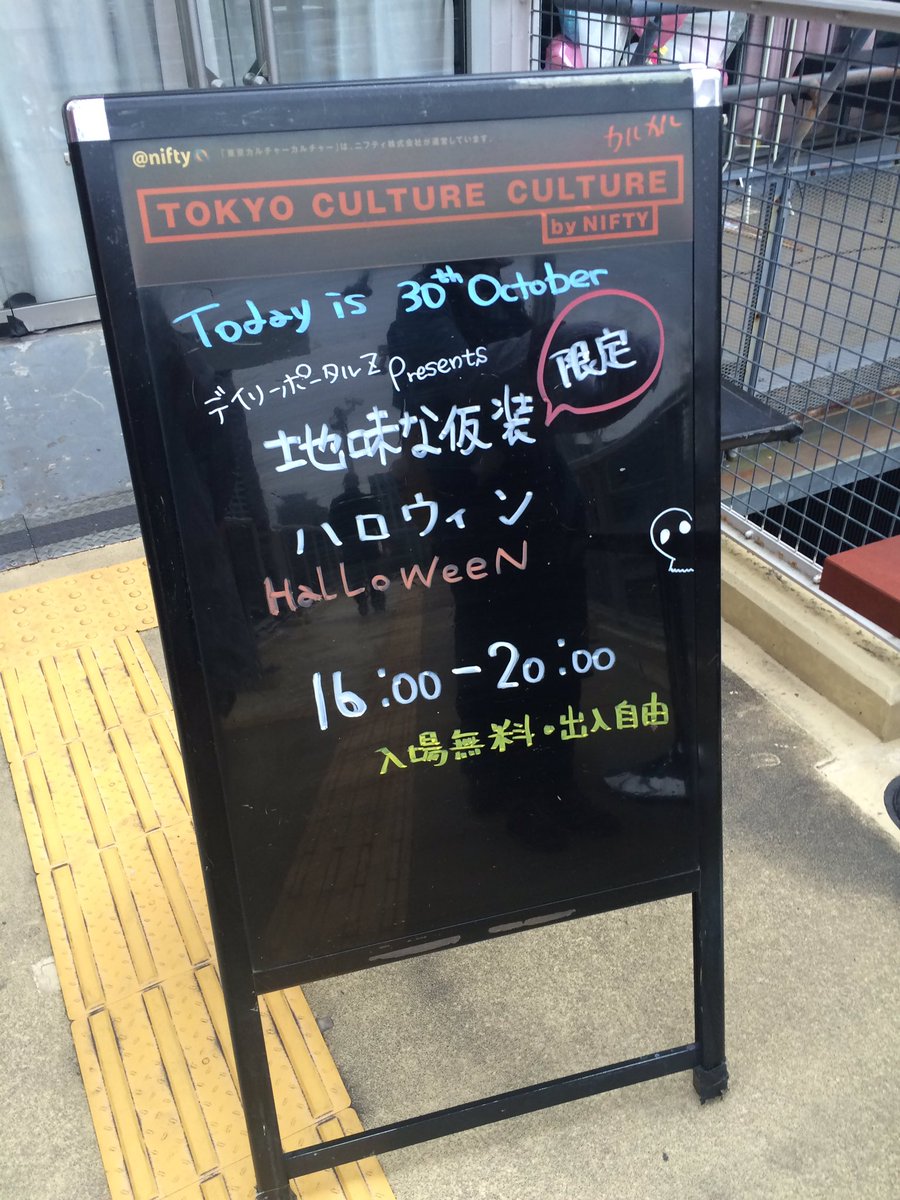 @nifty 「東京カルチャーカルチャー」は、ニフティ株式会社が運営しています。 カルカル
TOKYO CULTURE CULTURE
by NIFTY
Today is 30th October
デイリーポータルZ presents
限定
地味な仮装
ハロウィン
HaLLoWeeN
16:00-20:00
入場無料・出入自由